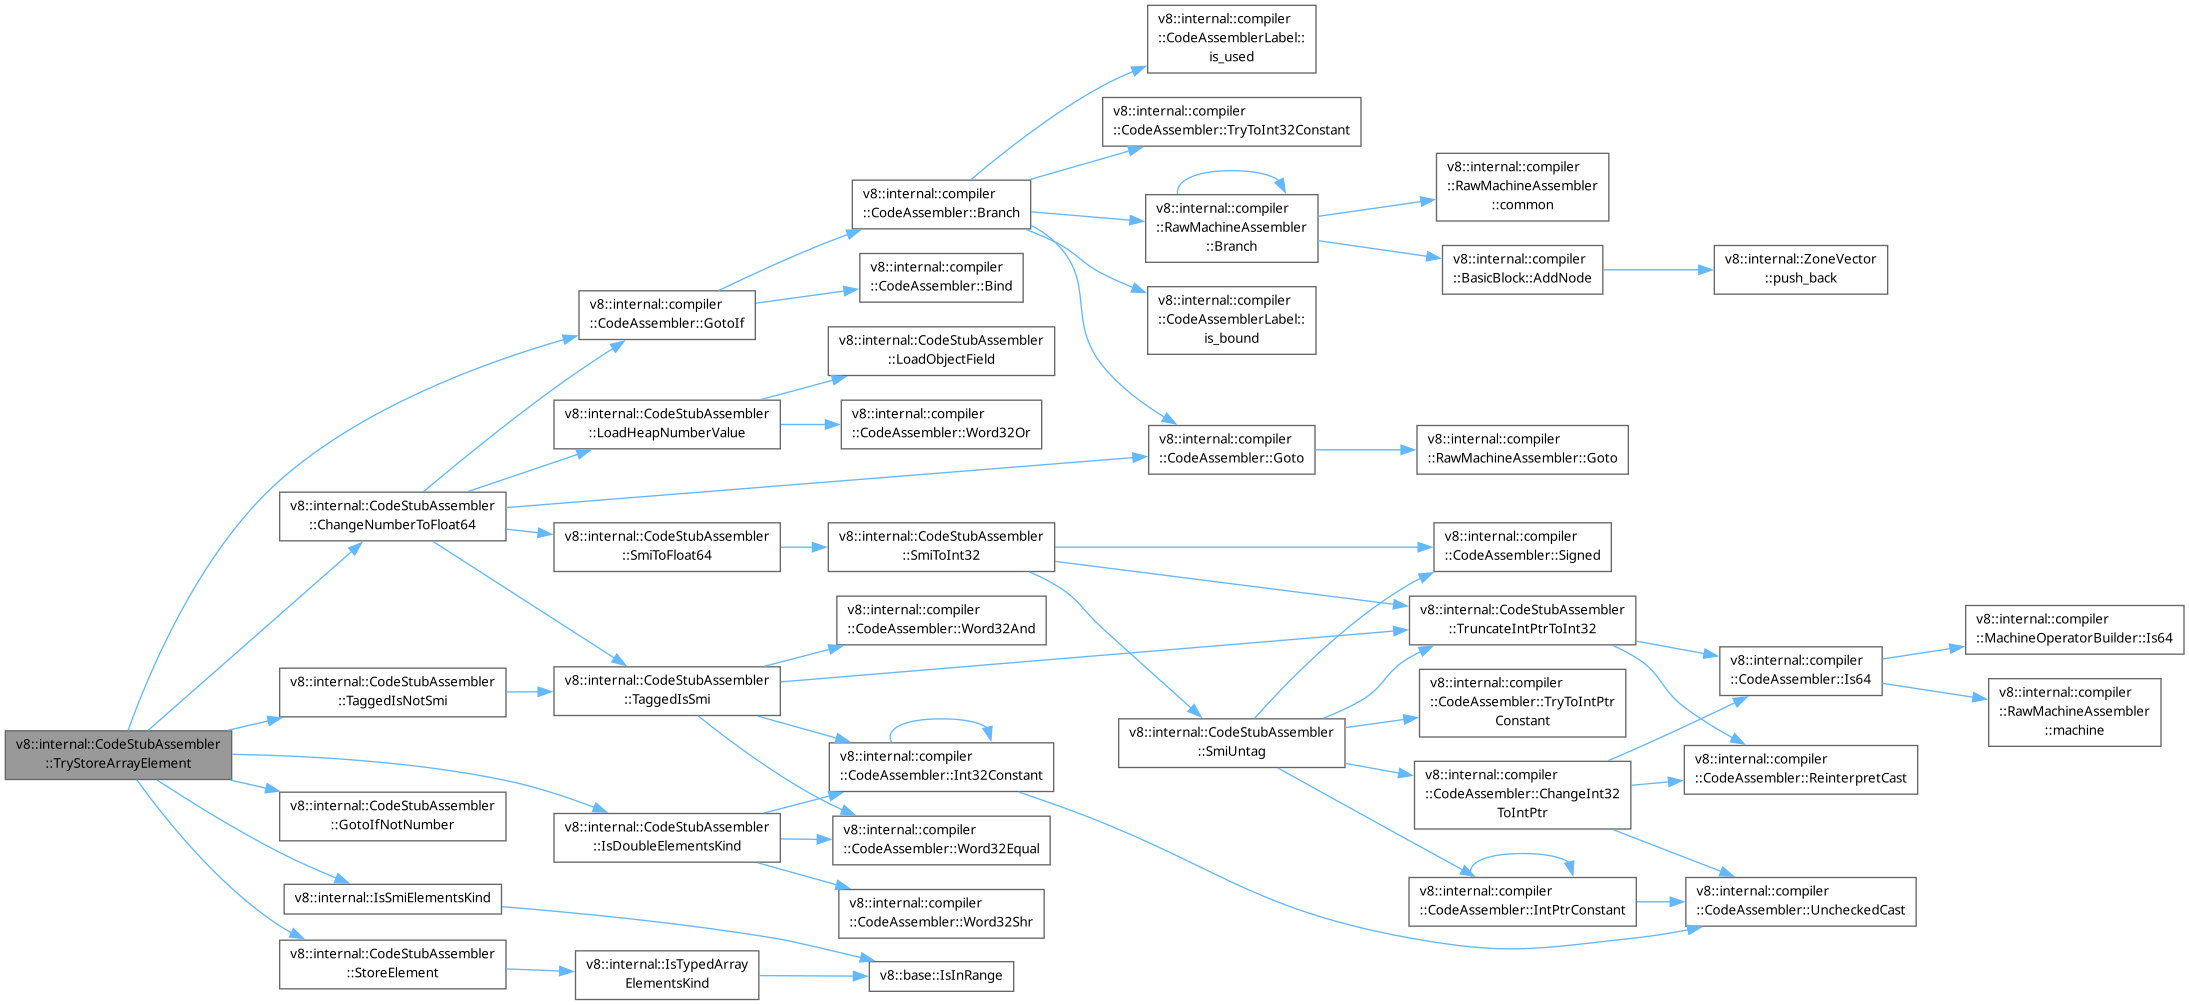 v8::internal::compiler
::CodeAssemblerLabel::
is_used
v8::internal::compiler
::CodeAssembler::TryToInt32Constant
v8::internal::compiler
::RawMachineAssembler
::common
v8::internal::compiler
::CodeAssembler::Branch
v8::internal::compiler
::RawMachineAssembler
::Branch
v8::internal::compiler
::BasicBlock::AddNode
v8::internal::ZoneVector
::push_back
v8::internal::compiler
::CodeAssembler::Bind
v8::internal::compiler
::CodeAssembler::GotoIf
v8::internal::compiler
::CodeAssemblerLabel::
is_bound
v8::internal::CodeStubAssembler
::LoadObjectField
v8::internal::CodeStubAssembler
::LoadHeapNumberValue
v8::internal::compiler
::CodeAssembler::Word32Or
v8::internal::compiler
::CodeAssembler::Goto
v8::internal::compiler
::RawMachineAssembler::Goto
v8::internal::CodeStubAssembler
::ChangeNumberToFloat64
v8::internal::CodeStubAssembler
::SmiToFloat64
v8::internal::CodeStubAssembler
::SmiToInt32
v8::internal::compiler
::CodeAssembler::Signed
v8::internal::compiler
::CodeAssembler::Word32And
v8::internal::CodeStubAssembler
::TruncateIntPtrToInt32
v8::internal::compiler
::MachineOperatorBuilder::Is64
v8::internal::CodeStubAssembler
::TaggedIsNotSmi
v8::internal::CodeStubAssembler
::TaggedIsSmi
v8::internal::compiler
::CodeAssembler::TryToIntPtr
Constant
v8::internal::compiler
::CodeAssembler::Is64
v8::internal::compiler
::RawMachineAssembler
::machine
v8::internal::CodeStubAssembler
::TryStoreArrayElement
v8::internal::compiler
::CodeAssembler::Int32Constant
v8::internal::CodeStubAssembler
::SmiUntag
v8::internal::compiler
::CodeAssembler::ChangeInt32
ToIntPtr
v8::internal::compiler
::CodeAssembler::ReinterpretCast
v8::internal::CodeStubAssembler
::GotoIfNotNumber
v8::internal::CodeStubAssembler
::IsDoubleElementsKind
v8::internal::compiler
::CodeAssembler::Word32Equal
v8::internal::IsSmiElementsKind
v8::internal::compiler
::CodeAssembler::Word32Shr
v8::internal::compiler
::CodeAssembler::IntPtrConstant
v8::internal::compiler
::CodeAssembler::UncheckedCast
v8::internal::CodeStubAssembler
::StoreElement
v8::internal::IsTypedArray
ElementsKind
v8::base::IsInRange